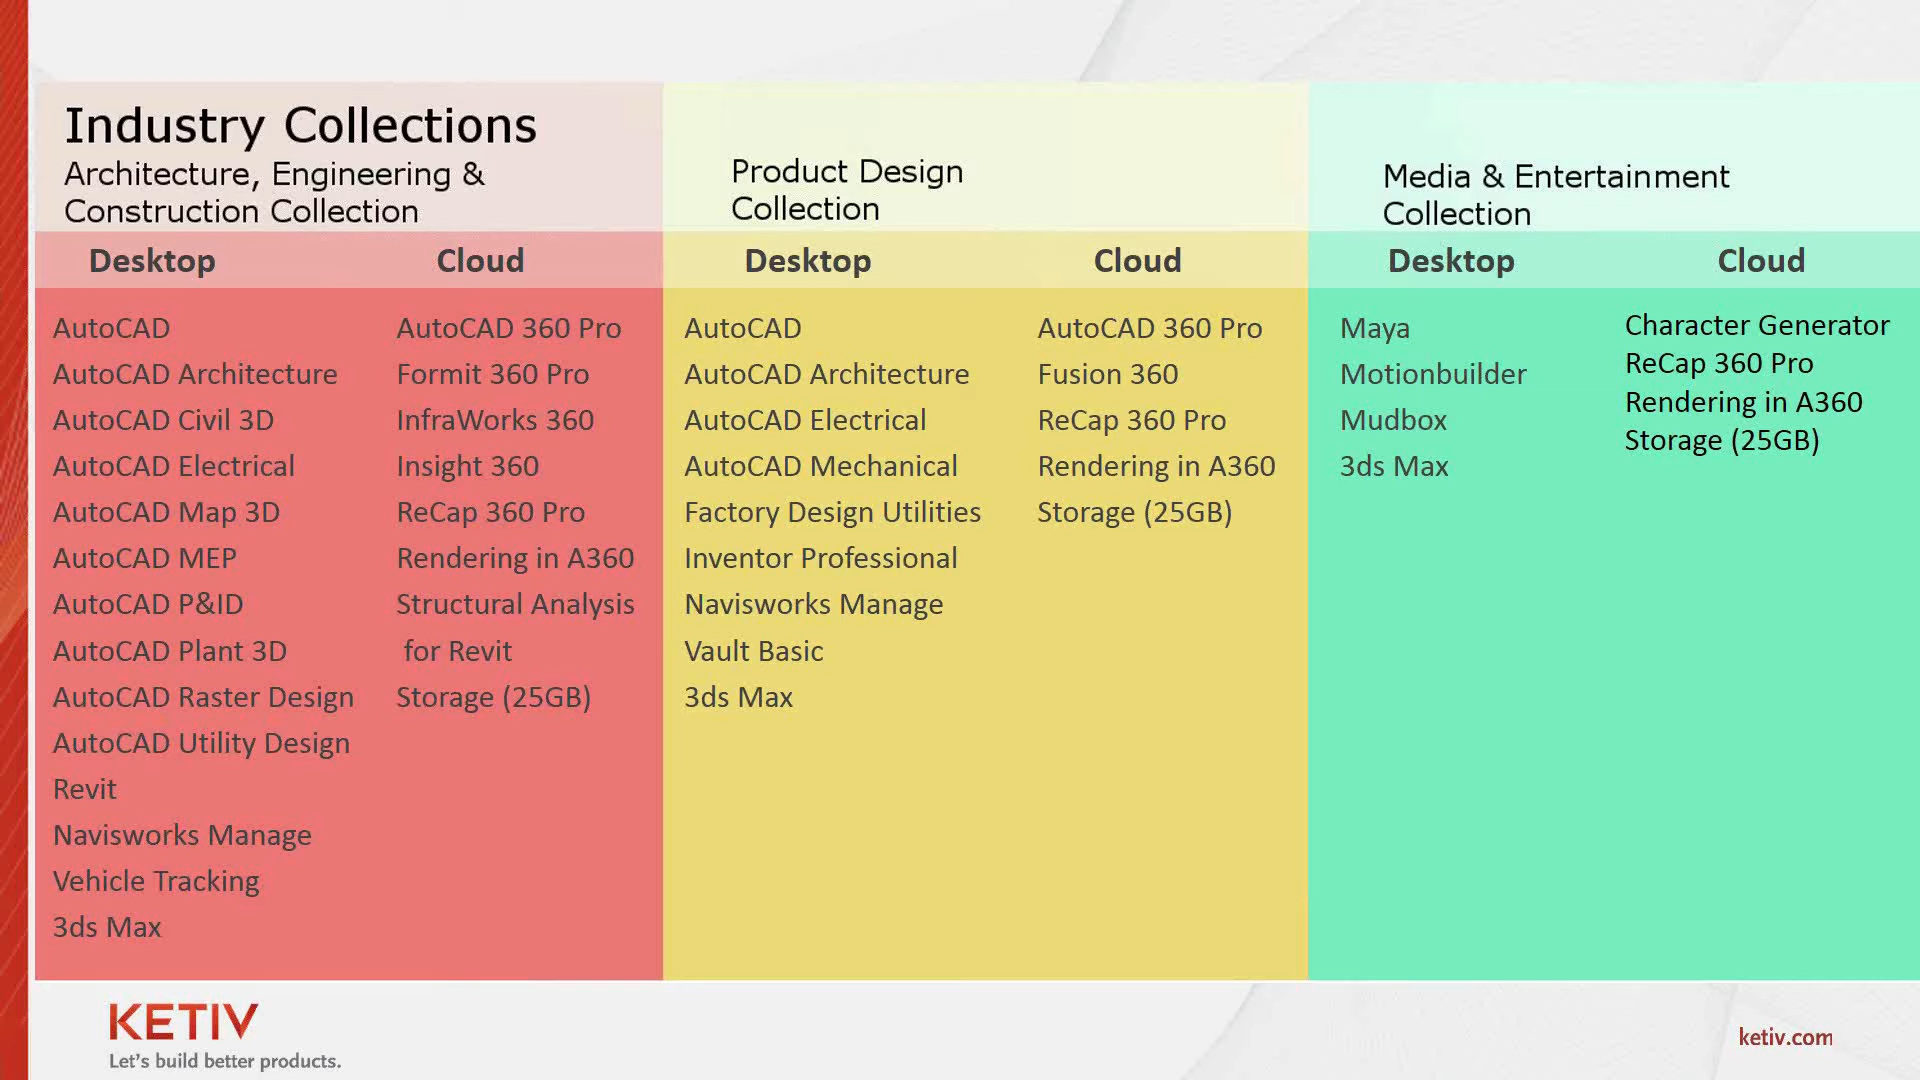 Industry Collections
Architecture, Engineering &
Construction Collection
Desktop
Cloud
AutoCAD
AutoCAD Architecture
AutoCAD Civil 3D
AutoCAD Electrical
AutoCAD Map 3D
AutoCAD MEP
AutoCAD P&ID
AutoCAD Plant 3D
AutoCAD Raster Design
AutoCAD Utility Design
Revit
Navisworks Manage
Vehicle Tracking
3ds Max
AutoCAD 360 Pro
Formit 360 Pro
InfraWorks 360
Insight 360
ReCap 360 Pro
Rendering in A360
Structural Analysis
for Revit
Storage (25GB)
Product Design
Collection
Desktop
Cloud
AutoCAD
AutoCAD Architecture
AutoCAD Electrical
AutoCAD Mechanical
Factory Design Utilities
Inventor Professional
Navisworks Manage
Vault Basic
3ds Max
AutoCAD 360 Pro
Fusion 360
ReCap 360 Pro
Rendering in A360
Storage (25GB)
Media & Entertainment
Collection
Desktop
Cloud
Maya
Motionbuilder
Mudbox
3ds Max
Character Generator
ReCap 360 Pro
Rendering in A360
Storage (25GB)
KETIV
Let's build better products.
ketiv.com